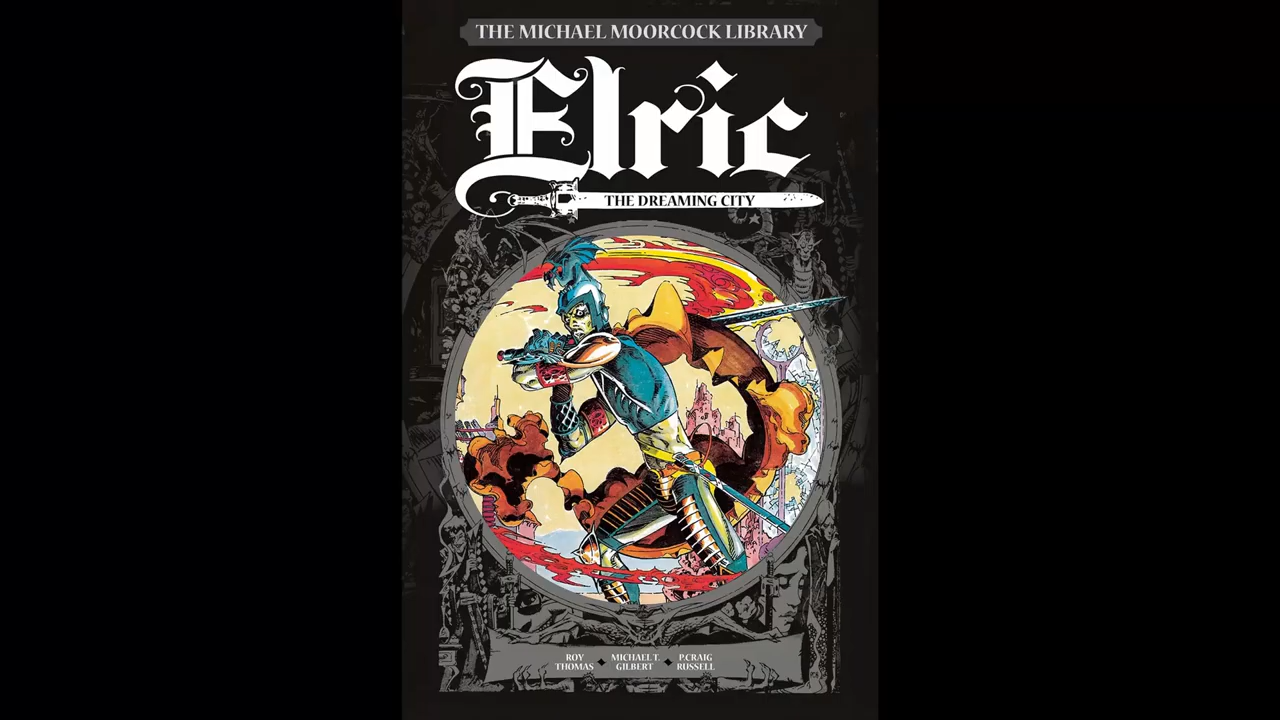 THE MICHAEL MOORCOCK LIBRARY
Elric
THE DREAMING CITY
ROY THOMAS ◆ MICHAEL T. GILBERT ◆ P. CRAIG RUSSELL